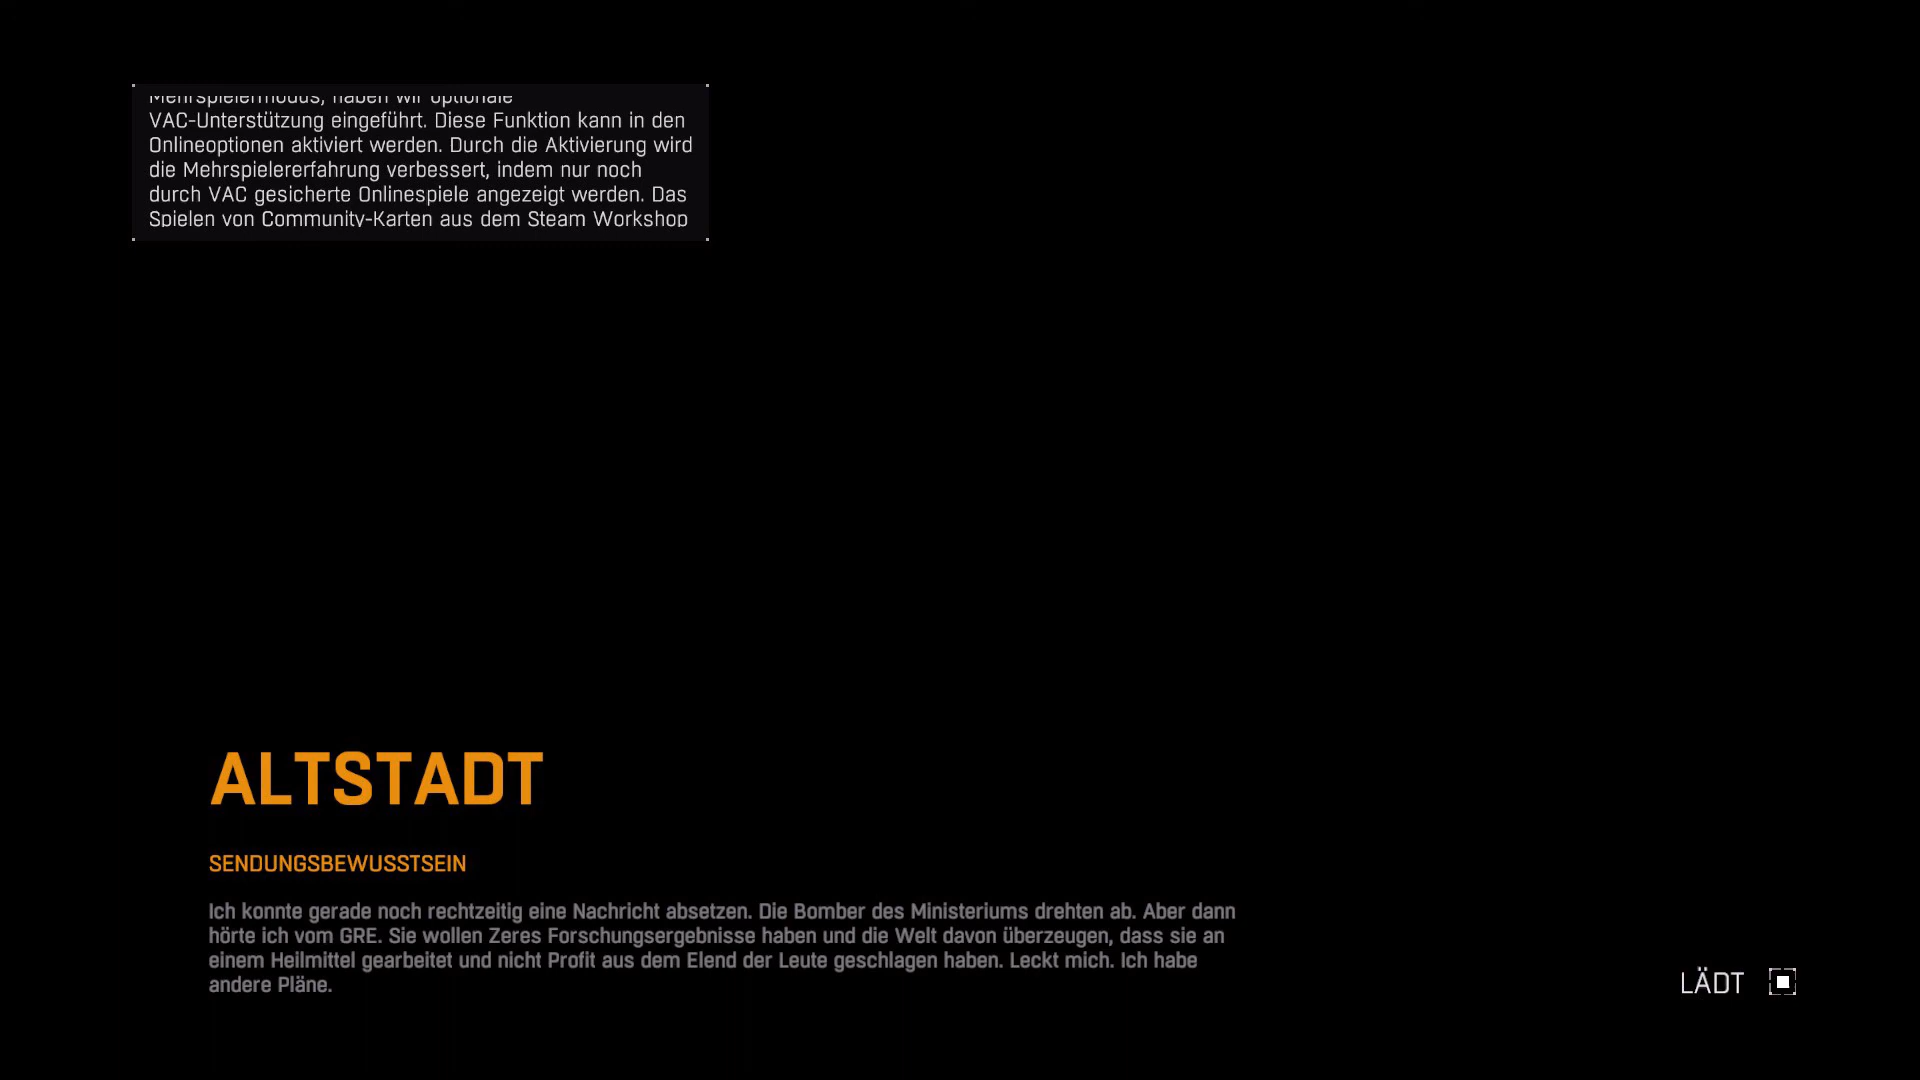 Mehrspielermodus, haben wir optionale
VAC-Unterstützung eingeführt. Diese Funktion kann in den
Onlineoptionen aktiviert werden. Durch die Aktivierung wird
die Mehrspielererfahrung verbessert, indem nur noch
durch VAC gesicherte Onlinespiele angezeigt werden. Das
Spielen von Community-Karten aus dem Steam Workshop
ALTSTADT
SENDUNGSBEWUSSTSEIN
Ich konnte gerade noch rechtzeitig eine Nachricht absetzen. Die Bomber des Ministeriums drehten ab. Aber dann
hörte ich vom GRE. Sie wollen Zeres Forschungsergebnisse haben und die Welt davon überzeugen, dass sie an
einem Heilmittel gearbeitet und nicht Profit aus dem Elend der Leute geschlagen haben. Leckt mich. Ich habe
andere Pläne.
LÄDT